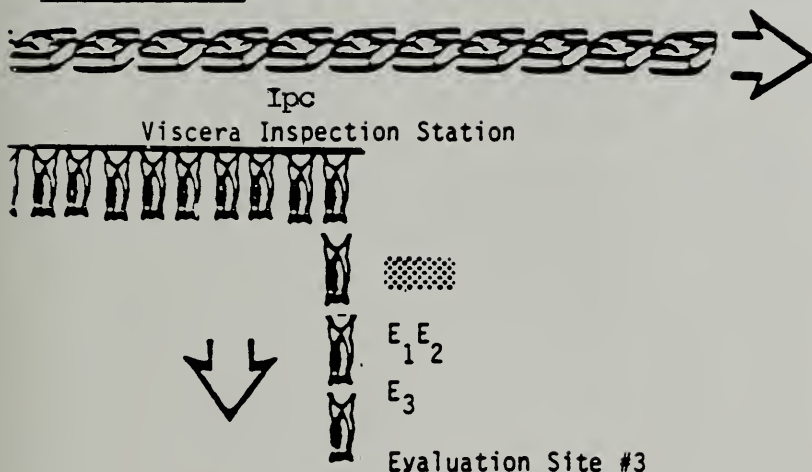 Ipc
Viscera Inspection Station
E₁E₂
E₃
Evaluation Site #3